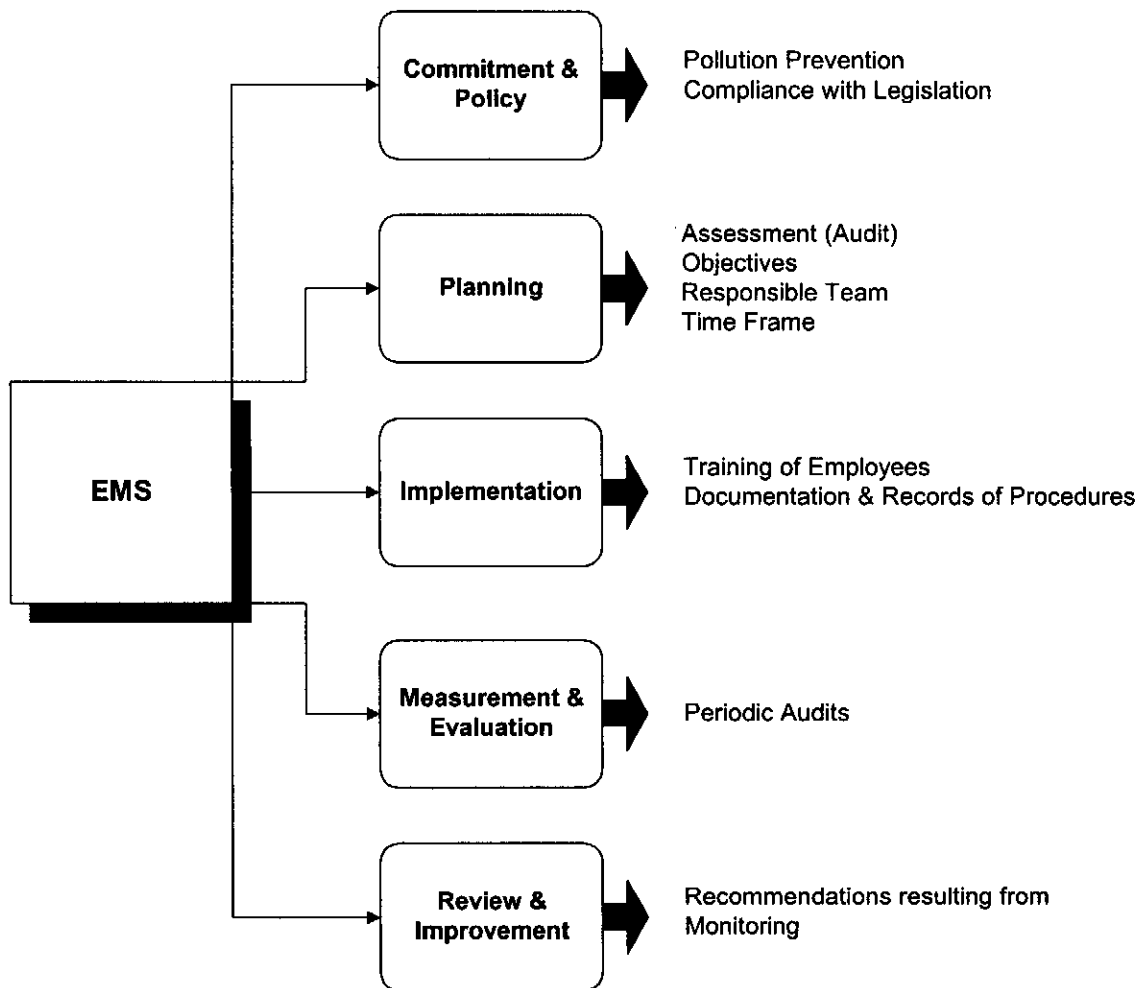 Commitment &
Policy
Pollution Prevention
Compliance with Legislation
Planning
Assessment (Audit)
Objectives
Responsible Team
Time Frame
EMS
Implementation
Training of Employees
Documentation & Records of Procedures
Measurement &
Evaluation
Periodic Audits
Review &
Improvement
Recommendations resulting from
Monitoring